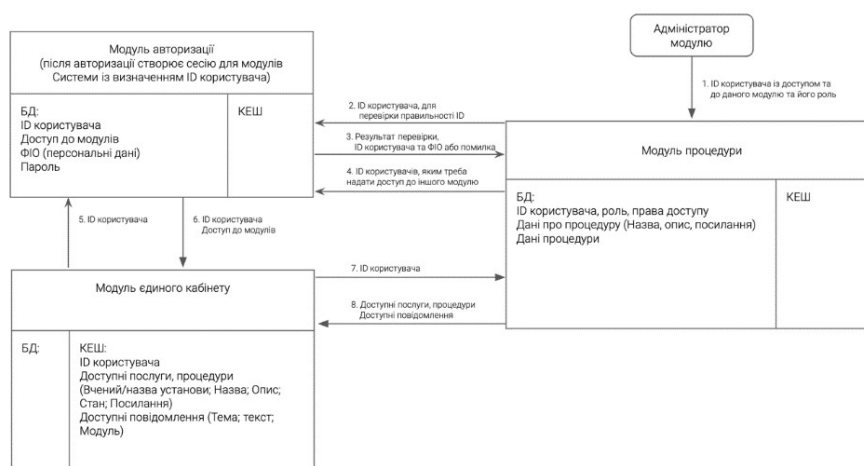 Модуль авторизації
(після авторизації створює сесію для модулів
Системи із визначенням ID користувача)
БД:
ID користувача
Доступ до модулів
ФІО (персональні дані)
Пароль
КЕШ
Адміністратор
модулю
1. ID користувача із доступом та
до даного модулю та його роль
2. ID користувача, для
перевірки правильності ID
3. Результат перевірки,
ID користувача та ФІО або помилка
4. ID користувачів, яким треба
надати доступ до іншого модулю
Модуль процедури
БД:
ID користувача, роль, права доступу
Дані про процедуру (Назва, опис, посилання)
Дані процедури
КЕШ
5. ID користувача
6. ID користувача
Доступ до модулів
7. ID користувача
8. Доступні послуги, процедури
Доступні повідомлення
Модуль єдиного кабінету
БД:
КЕШ:
ID користувача
Доступні послуги, процедури
(Вчений/назва установи; Назва; Опис;
Стан; Посилання)
Доступні повідомлення (Тема; текст;
Модуль)